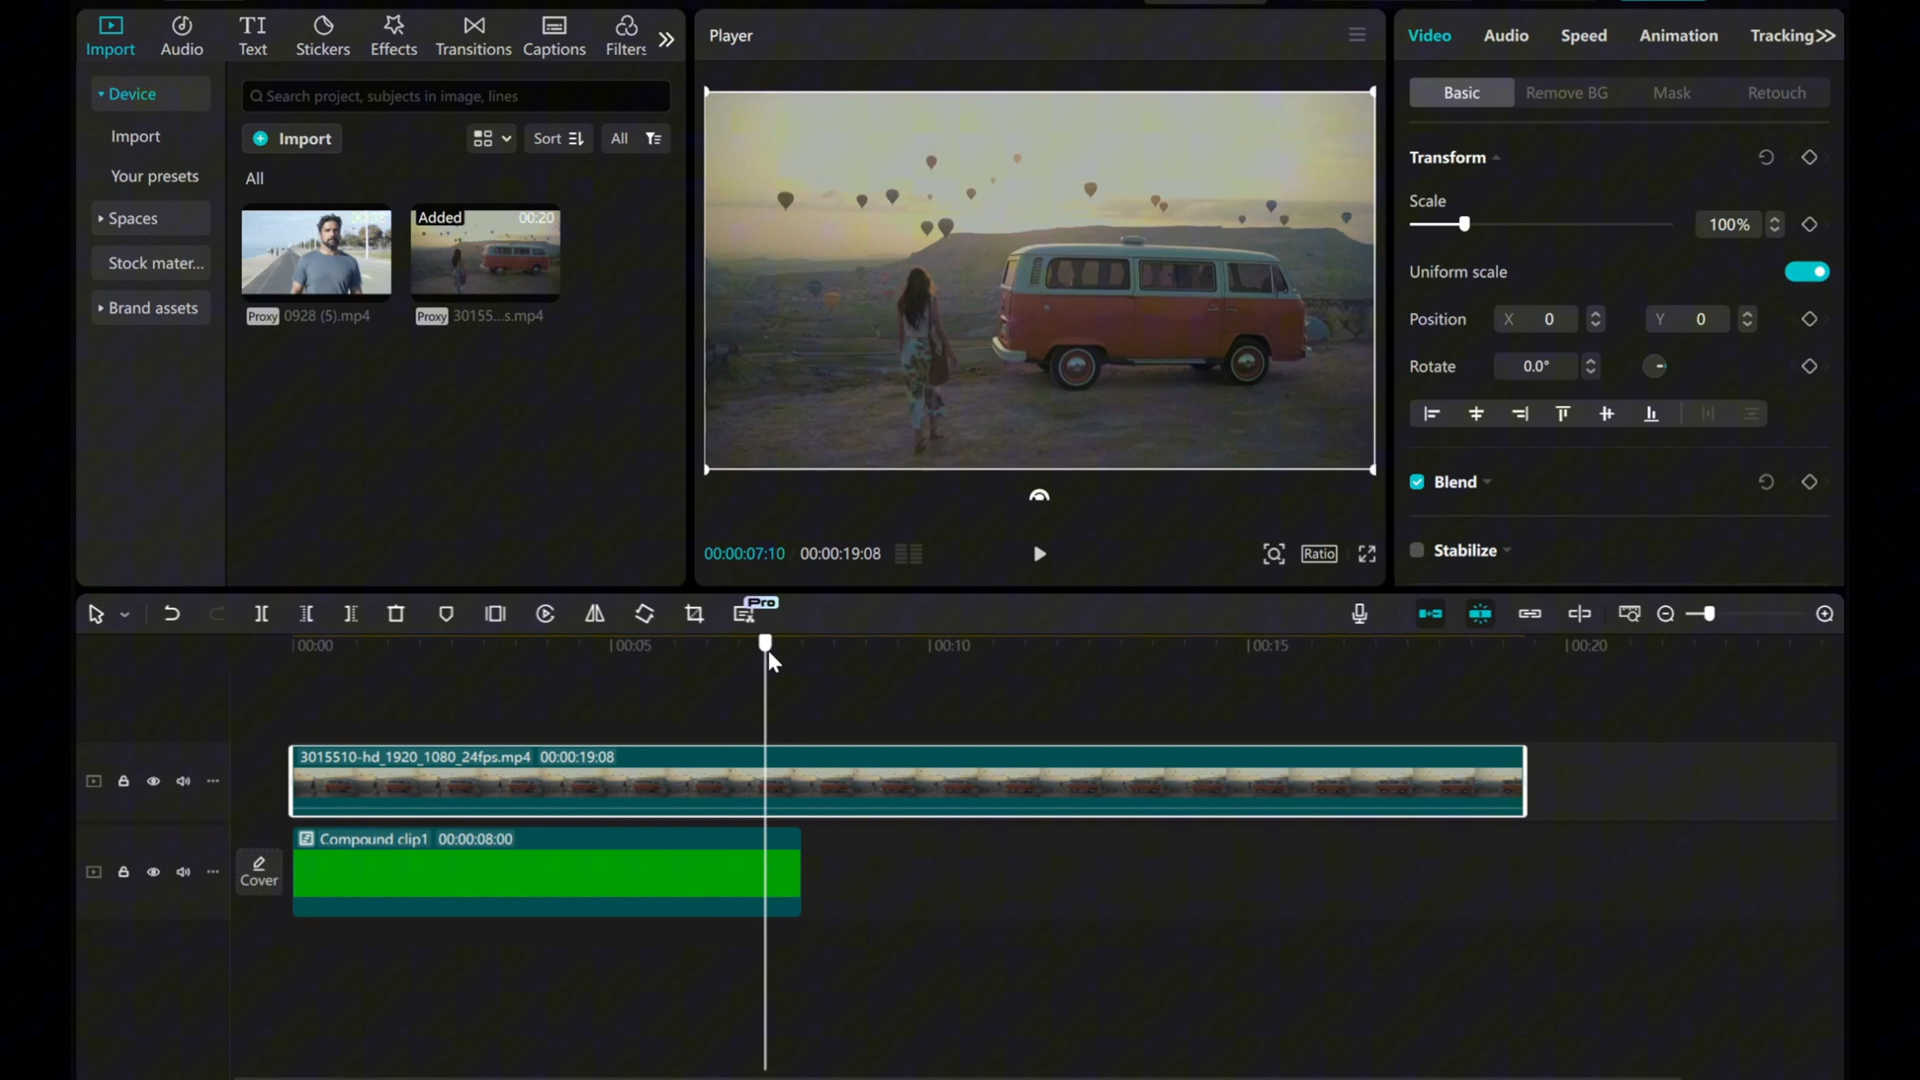 Import
Audio
Text
Stickers
Effects
Transitions
Captions
Filters
Device
Import
Your presets
Spaces
Stock mater...
Brand assets
Search project, subjects in image, lines
Import
Sort
All
All
Added
00:20
Proxy 0928 (5).mp4
Proxy 30155...s.mp4
Player
00:00:07:10 00:00:19:08
Ratio
Video
Audio
Speed
Animation
Tracking
Basic
Remove BG
Mask
Retouch
Transform
Scale
100%
Uniform scale
Position X 0 Y 0
Rotate 0.0°
Blend
Stabilize
Pro
00:00
00:05
00:10
00:15
00:20
3015510-hd_1920_1080_24fps.mp4 00:00:19:08
Compound clip1 00:00:08:00
Cover